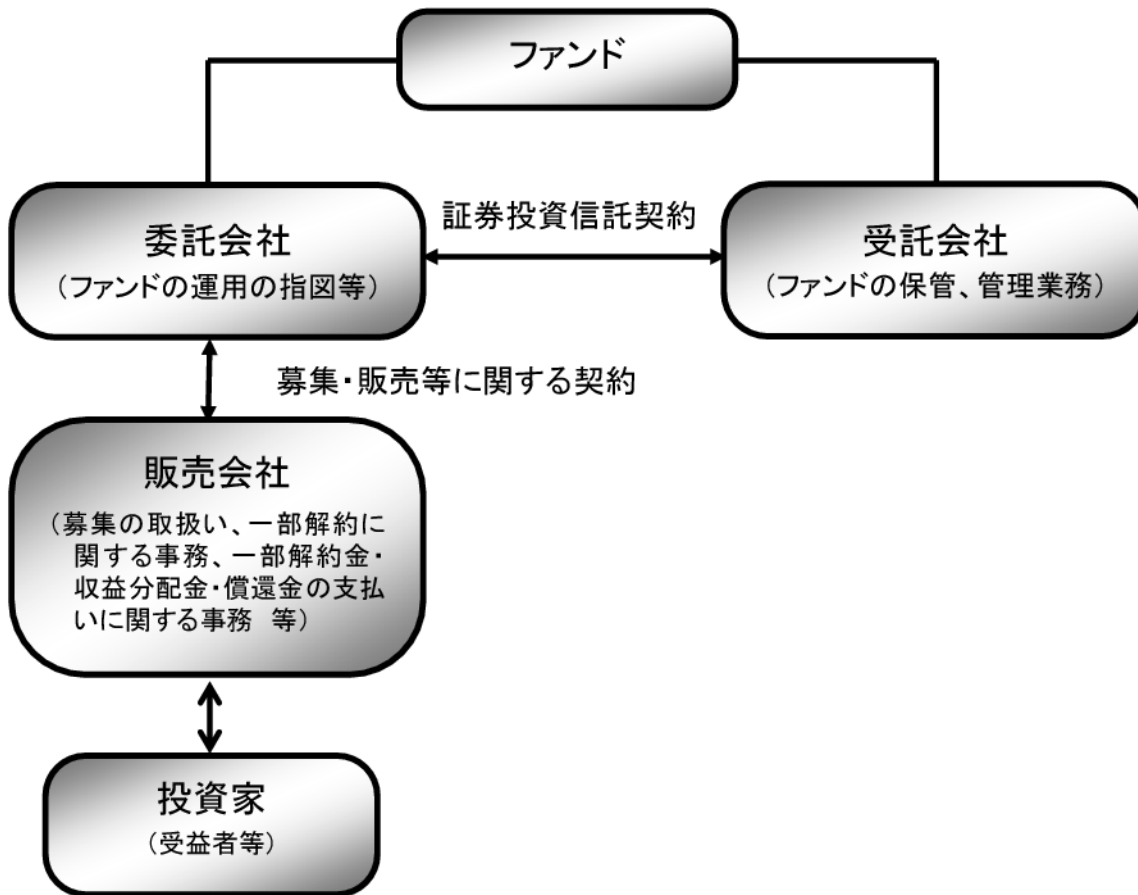 ファンド
委託会社
（ファンドの運用の指図等）
証券投資信託契約
受託会社
（ファンドの保管、管理業務）
募集・販売等に関する契約
販売会社
（募集の取扱い、一部解約に
関する事務、一部解約金・
収益分配金・償還金の支払
いに関する事務　等）
投資家
（受益者等）